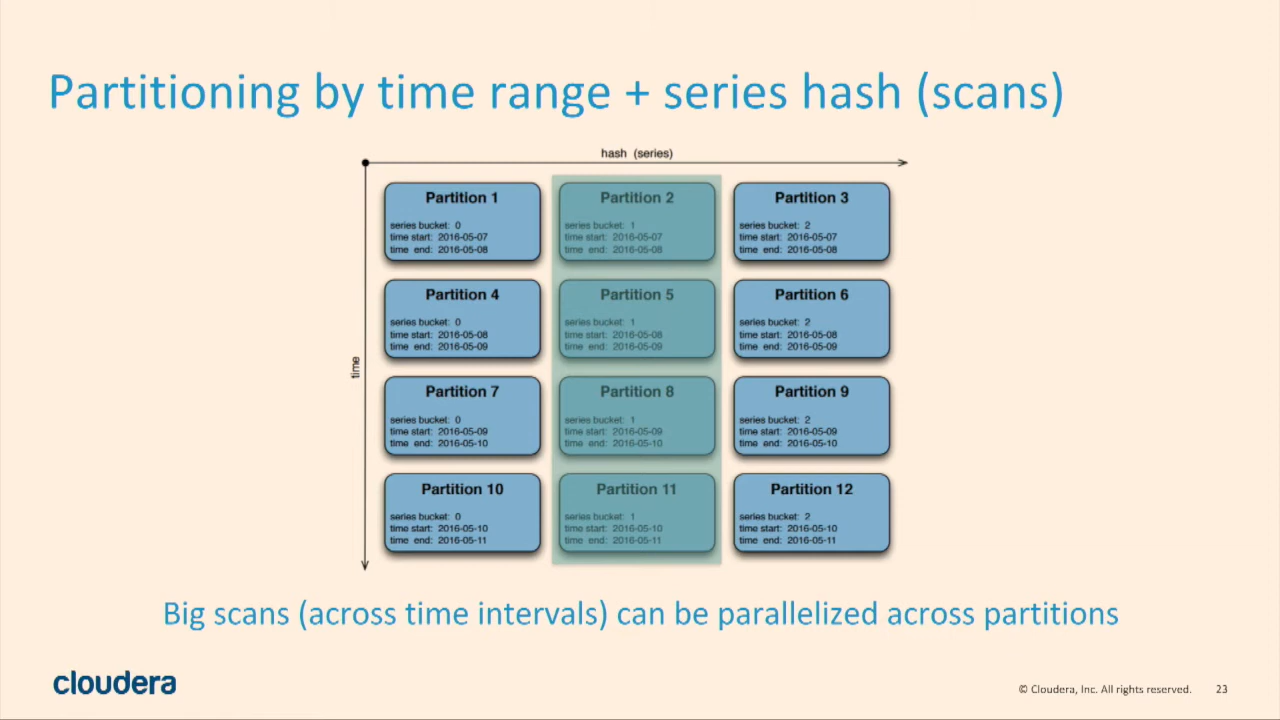 Partitioning by time range + series hash (scans)
hash (series)
time
Partition 1
series bucket: 0
time start: 2016-05-07
time end: 2016-05-08
Partition 2
series bucket: 1
time start: 2016-05-07
time end: 2016-05-08
Partition 3
series bucket: 2
time start: 2016-05-07
time end: 2016-05-08
Partition 4
series bucket: 0
time start: 2016-05-08
time end: 2016-05-09
Partition 5
series bucket: 1
time start: 2016-05-08
time end: 2016-05-09
Partition 6
series bucket: 2
time start: 2016-05-08
time end: 2016-05-09
Partition 7
series bucket: 0
time start: 2016-05-09
time end: 2016-05-10
Partition 8
series bucket: 1
time start: 2016-05-09
time end: 2016-05-10
Partition 9
series bucket: 2
time start: 2016-05-09
time end: 2016-05-10
Partition 10
series bucket: 0
time start: 2016-05-10
time end: 2016-05-11
Partition 11
series bucket: 1
time start: 2016-05-10
time end: 2016-05-11
Partition 12
series bucket: 2
time start: 2016-05-10
time end: 2016-05-11
Big scans (across time intervals) can be parallelized across partitions
cloudera
© Cloudera, Inc. All rights reserved. 23